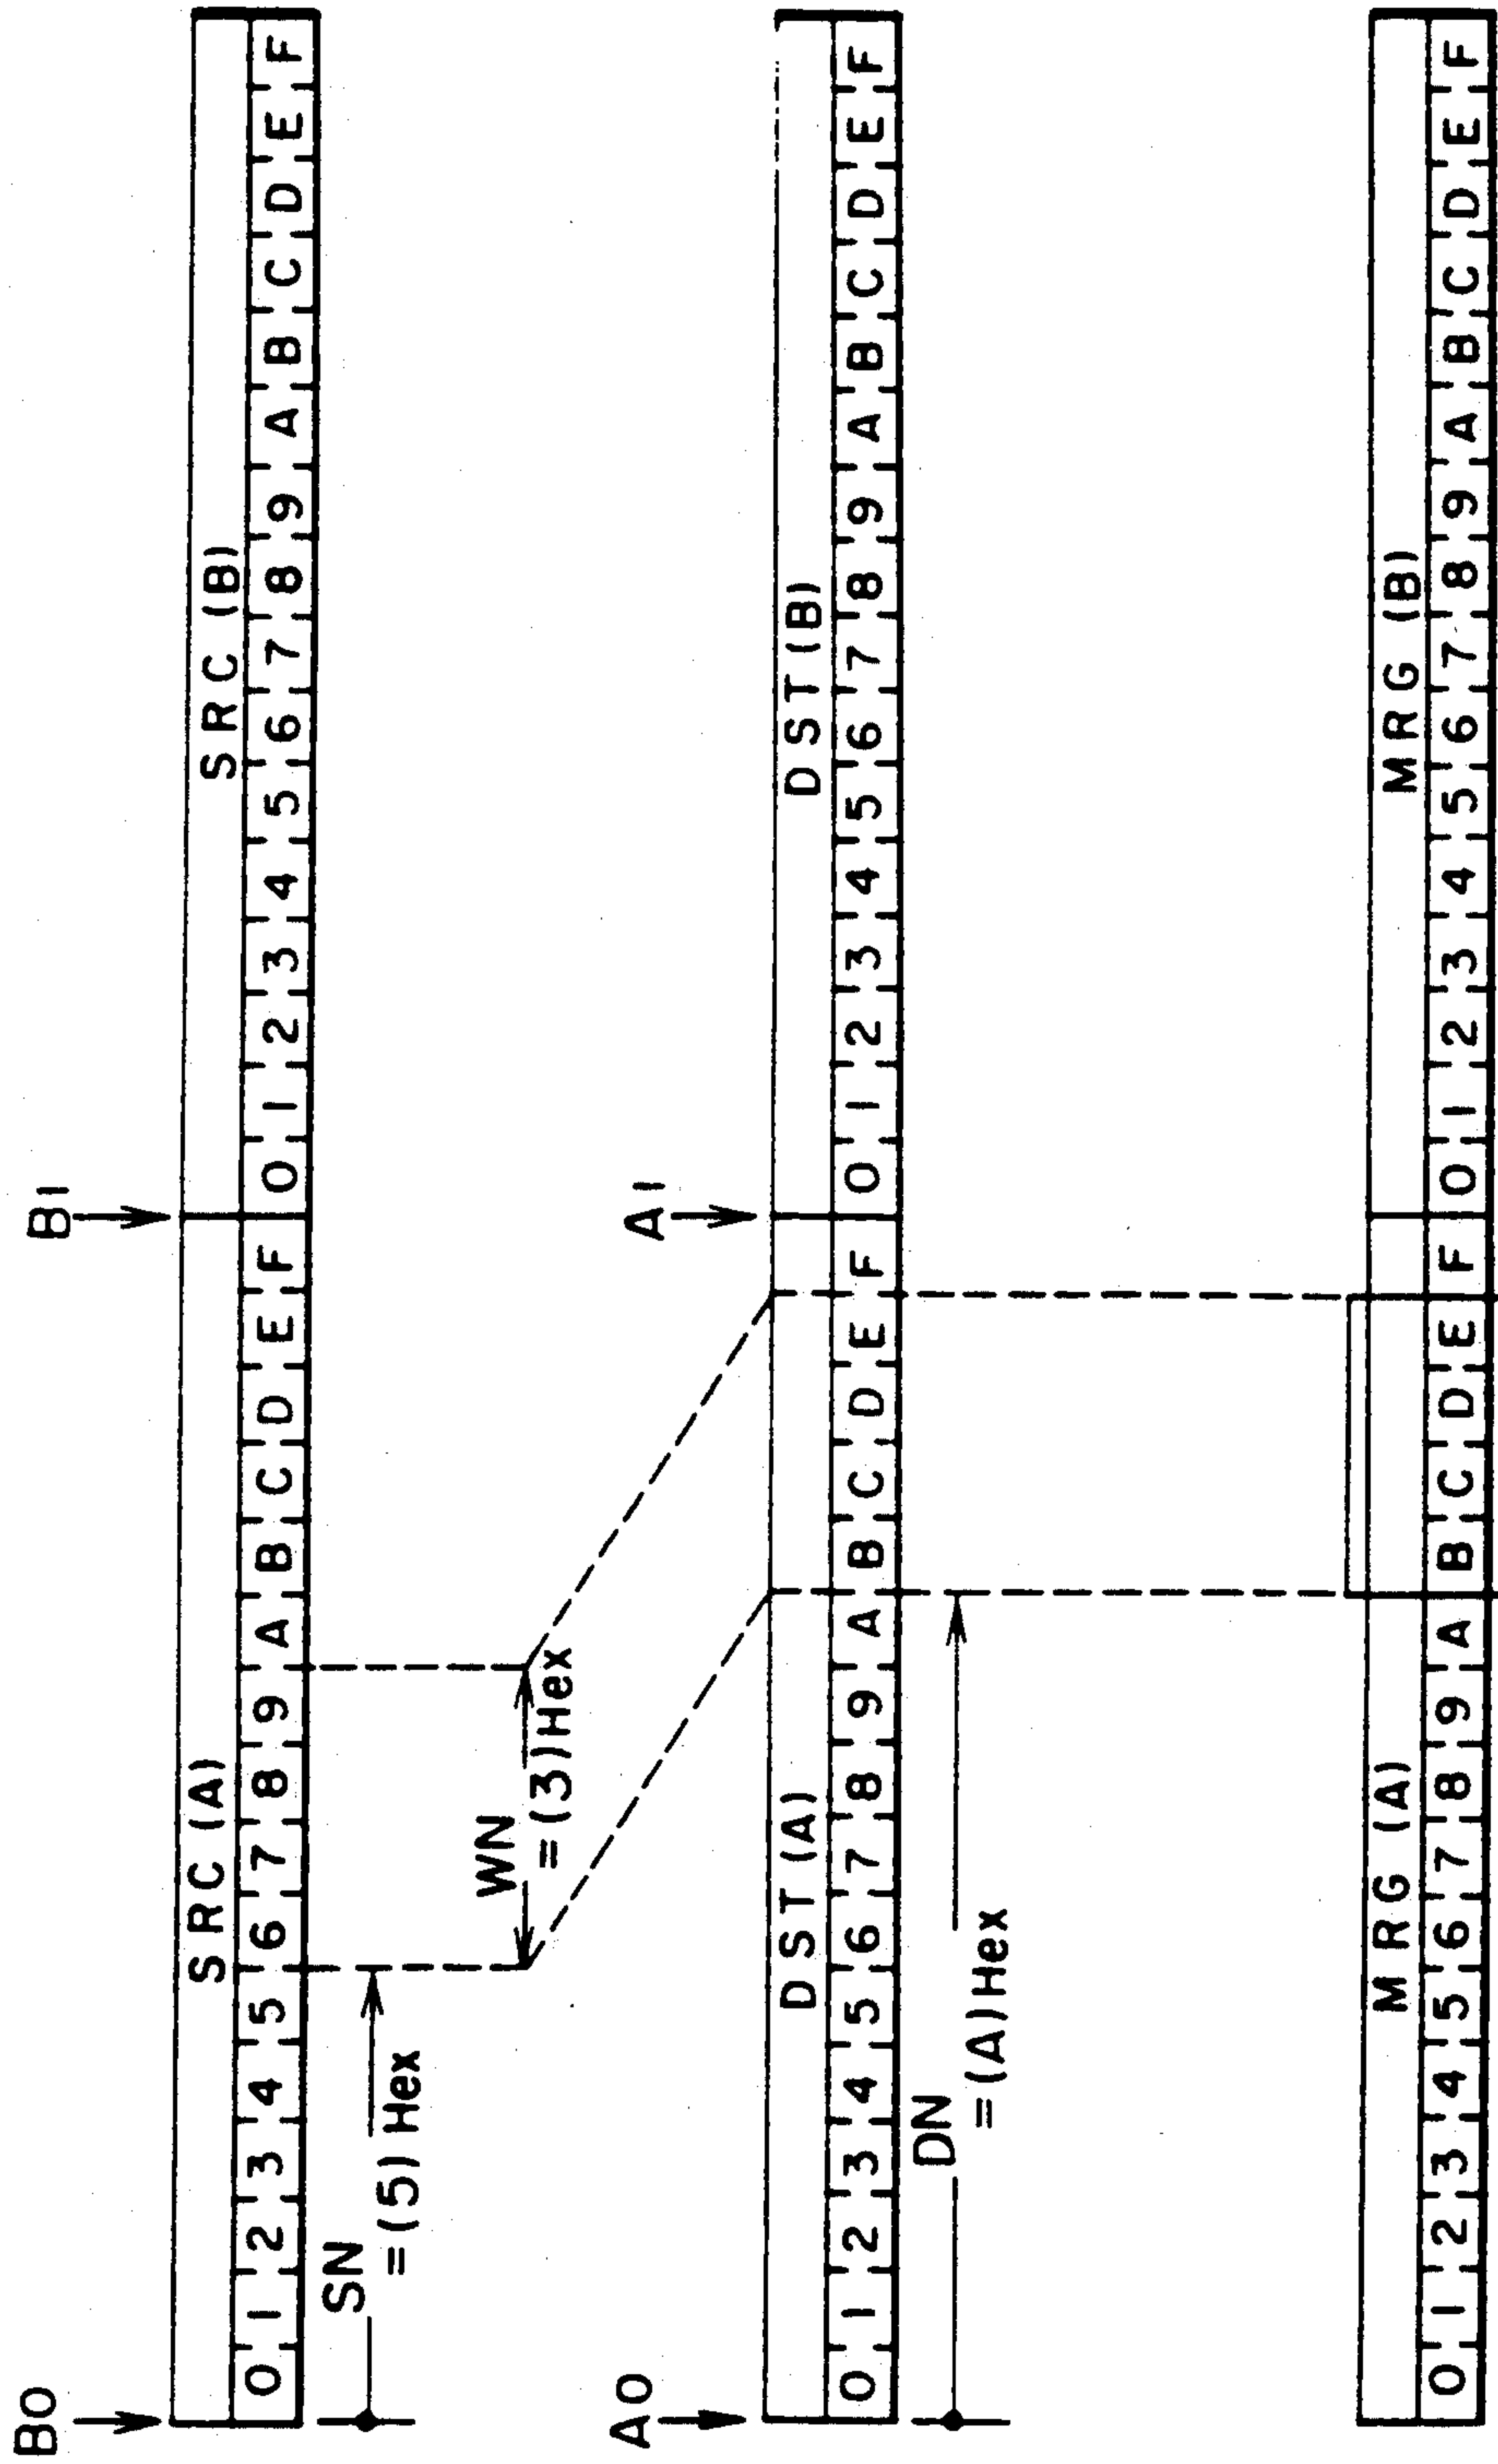 B0
B1
SRC (A)
SRC (B)
0 1 2 3 4 5 6 7 8 9 A B C D E F 0 1 2 3 4 5 6 7 8 9 A B C D E F
SN
= (5) Hex
WN
= (3) Hex
A0
A1
DST (A)
DST (B)
0 1 2 3 4 5 6 7 8 9 A B C D E F 0 1 2 3 4 5 6 7 8 9 A B C D E F
DN
= (A) Hex
MRG (A)
MRG (B)
0 1 2 3 4 5 6 7 8 9 A B C D E F 0 1 2 3 4 5 6 7 8 9 A B C D E F